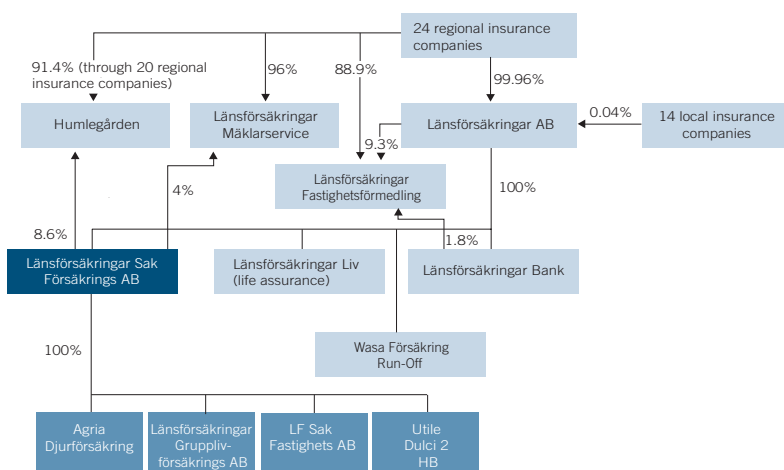 24 regional insurance
companies
91.4% (through 20 regional
insurance companies)
96%
88.9%
99.96%
Humlegården
Länsförsäkringar
Mäklarservice
Länsförsäkringar AB
0.04%
14 local insurance
companies
9.3%
Länsförsäkringar
Fastighetsförmedling
100%
4%
8.6%
1.8%
Länsförsäkringar Sak
Försäkrings AB
Länsförsäkringar Liv
(life assurance)
Länsförsäkringar Bank
Wasa Försäkring
Run-Off
100%
Agria
Djurförsäkring
Länsförsäkringar
Gruppliv-
försäkrings AB
LF Sak
Fastighets AB
Utile
Dulci 2
HB